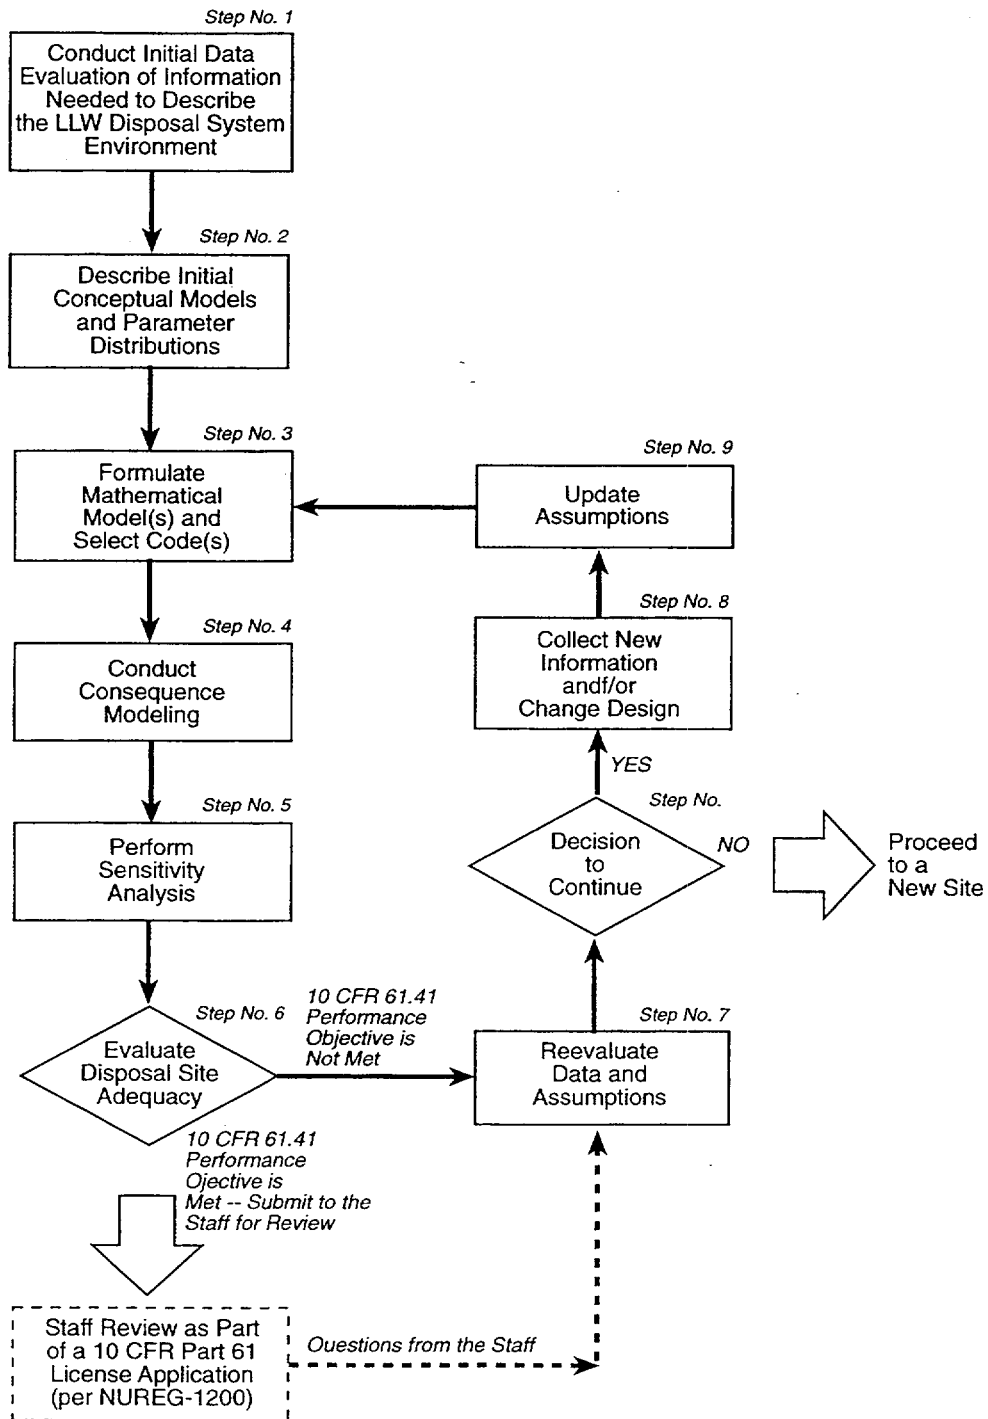 Step No. 1
Conduct Initial Data
Evaluation of Information
Needed to Describe
the LLW Disposal System
Environment
Step No. 2
Describe Initial
Conceptual Models
and Parameter
Distributions
Step No. 3
Formulate
Mathematical
Model(s) and
Select Code(s)
Step No. 4
Conduct
Consequence
Modeling
Step No. 5
Perform
Sensitivity
Analysis
Step No. 6
Evaluate
Disposal Site
Adequacy
10 CFR 61.41
Performance
Objective is
Not Met
10 CFR 61.41
Performance
Ojective is
Met -- Submit to the
Staff for Review
Staff Review as Part
of a 10 CFR Part 61
License Application
(per NUREG-1200)
Ouestions from the Staff
Step No. 7
Reevaluate
Data and
Assumptions
Step No.
Decision
to
Continue
NO
Proceed
to a
New Site
YES
Step No. 8
Collect New
Information
andf/or
Change Design
Step No. 9
Update
Assumptions